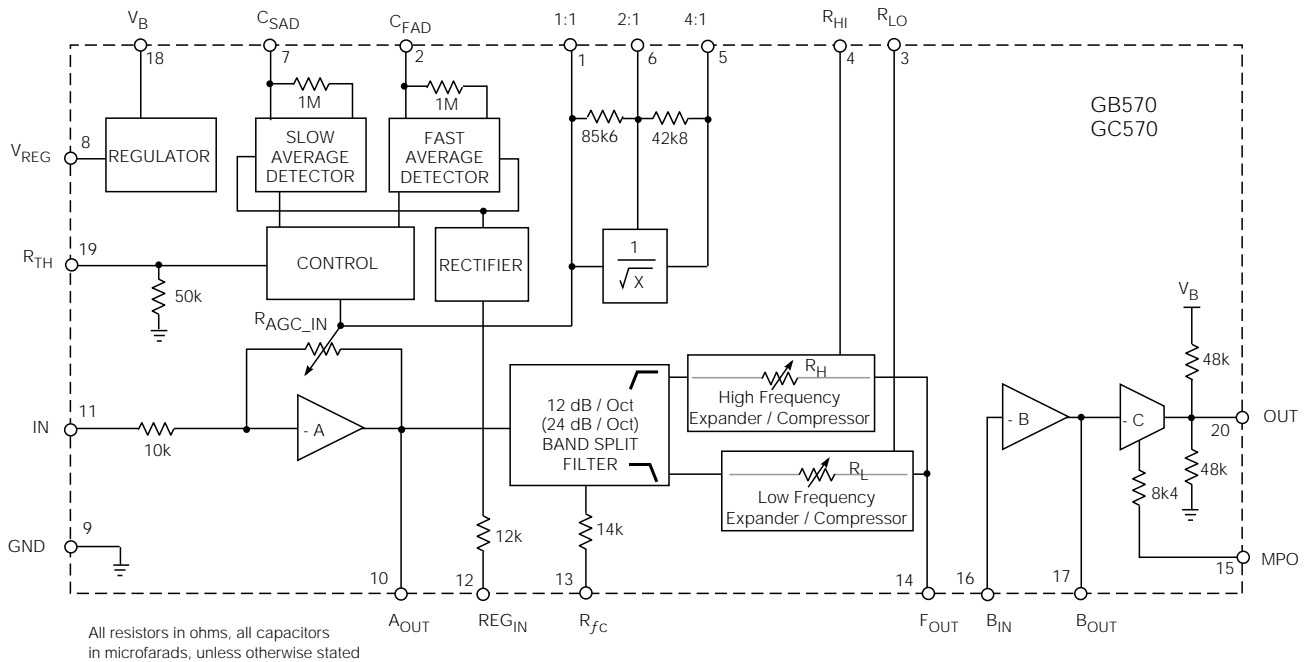 V_B
C_SAD
C_FAD
1:1
2:1
4:1
R_HI
R_LO
18
7
2
1
6
5
4
3
1M
1M
GB570
GC570
85k6
42k8
V_REG
8
REGULATOR
SLOW
AVERAGE
DETECTOR
FAST
AVERAGE
DETECTOR
R_TH
19
CONTROL
RECTIFIER
1
√X
50k
R_AGC_IN
V_B
48k
R_H
High Frequency
Expander / Compressor
12 dB / Oct
(24 dB / Oct)
BAND SPLIT
FILTER
IN
11
10k
- A
- B
- C
OUT
20
R_L
Low Frequency
Expander / Compressor
48k
8k4
12k
14k
GND
9
MPO
15
10
12
13
14
16
17
A_OUT
REG_IN
R_fc
F_OUT
B_IN
B_OUT
All resistors in ohms, all capacitors
in microfarads, unless otherwise stated